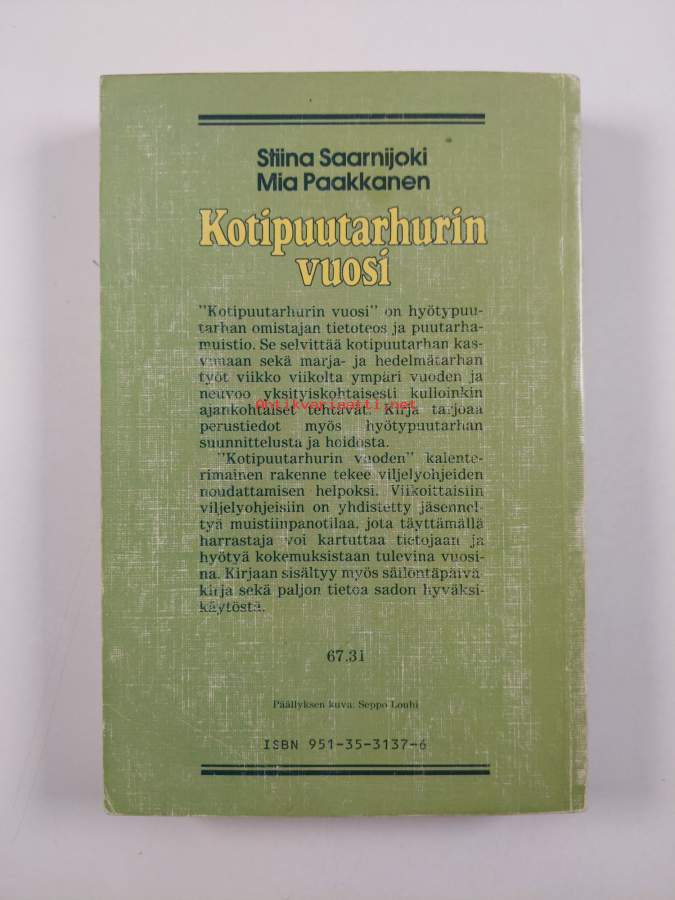 Stiina Saarnijoki
Mia Paakkanen
Kotipuutarhurin
vuosi
"Kotipuutarhurin vuosi" on hyötypuu-
tarhan omistajan tietoteos ja puutarha-
muistio. Se selvittää kotipuutarhan kas-
vimaan sekä marja- ja hedelmätarhan
työt viikko viikolta ympäri vuoden ja
neuvoo yksityiskohtaisesti kulloinkin
Antikvariaatti.net
ajankohtaiset tehtävät. Kirja tarjoaa
perustiedot myös hyötypuutarhan
suunnittelusta ja hoidosta.
"Kotipuutarhurin vuoden" kalente-
rimainen rakenne tekee viljelyohjeiden
noudattamisen helpoksi. Viikoittaisiin
viljelyohjeisiin on yhdistetty jäsennel-
tyä muistiinpanotilaa, jota täyttämällä
harrastaja voi kartuttaa tietojaan ja
hyötyä kokemuksistaan tulevina vuosi-
na. Kirjaan sisältyy myös säilöntäpäivä-
kirja sekä paljon tietoa sadon hyväksi-
käytöstä.
67.31
Päällyksen kuva: Seppo Louhi
ISBN 951-35-3137-6